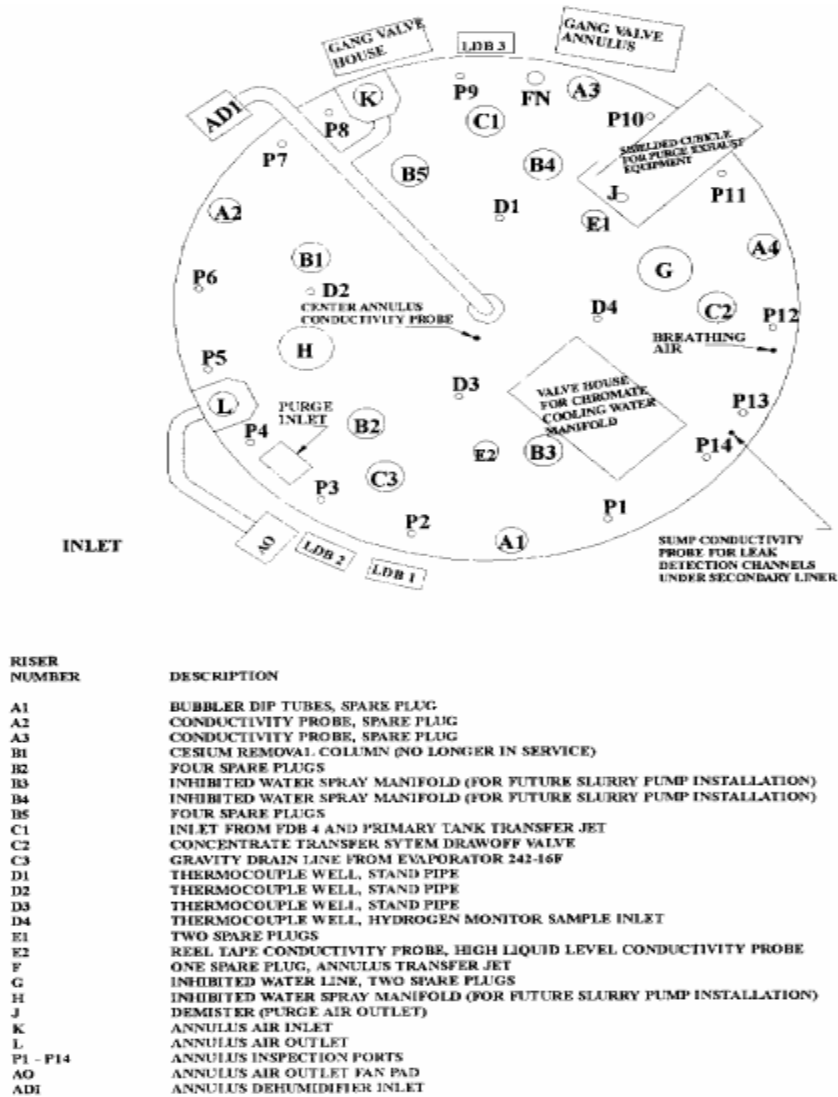 GANG VALVE
HOUSE
LDB 3
GANG VALVE
ANNULUS
AD1
K
P9
FN
A3
P8
C1
P10
SHIELDED CUBICLE
FOR PURGE EXHAUST
EQUIPMENT
P7
B5
B4
P11
J
A2
D1
E1
A4
B1
G
P6
D2
CENTER ANNULUS
CONDUCTIVITY PROBE
D4
C2
P12
H
BREATHING
AIR
P5
D3
VALVE HOUSE
FOR CHROMATE
COOLING WATER
MANIFOLD
L
PURGE
INLET
P13
P4
B2
P14
E2
B3
C3
P3
P2
P1
A1
INLET
AO
LDB 2
LDB 1
SUMP CONDUCTIVITY
PROBE FOR LEAK
DETECTION CHANNELS
UNDER SECONDARY LINER
RISER
NUMBER DESCRIPTION
A1 BUBBLER DIP TUBES, SPARE PLUG
A2 CONDUCTIVITY PROBE, SPARE PLUG
A3 CONDUCTIVITY PROBE, SPARE PLUG
B1 CESIUM REMOVAL COLUMN (NO LONGER IN SERVICE)
B2 FOUR SPARE PLUGS
B3 INHIBITED WATER SPRAY MANIFOLD (FOR FUTURE SLURRY PUMP INSTALLATION)
B4 INHIBITED WATER SPRAY MANIFOLD (FOR FUTURE SLURRY PUMP INSTALLATION)
B5 FOUR SPARE PLUGS
C1 INLET FROM FDB 4 AND PRIMARY TANK TRANSFER JET
C2 CONCENTRATE TRANSFER SYTEM DRAWOFF VALVE
C3 GRAVITY DRAIN LINE FROM EVAPORATOR 242-16F
D1 THERMOCOUPLE WELL, STAND PIPE
D2 THERMOCOUPLE WELL, STAND PIPE
D3 THERMOCOUPLE WELL, STAND PIPE
D4 THERMOCOUPLE WELL, HYDROGEN MONITOR SAMPLE INLET
E1 TWO SPARE PLUGS
E2 REEL TAPE CONDUCTIVITY PROBE, HIGH LIQUID LEVEL CONDUCTIVITY PROBE
F ONE SPARE PLUG, ANNULUS TRANSFER JET
G INHIBITED WATER LINE, TWO SPARE PLUGS
H INHIBITED WATER SPRAY MANIFOLD (FOR FUTURE SLURRY PUMP INSTALLATION)
J DEMISTER (PURGE AIR OUTLET)
K ANNULUS AIR INLET
L ANNULUS AIR OUTLET
P1 - P14 ANNULUS INSPECTION PORTS
AO ANNULUS AIR OUTLET FAN PAD
ADI ANNULUS DEHUMIDIFIER INLET